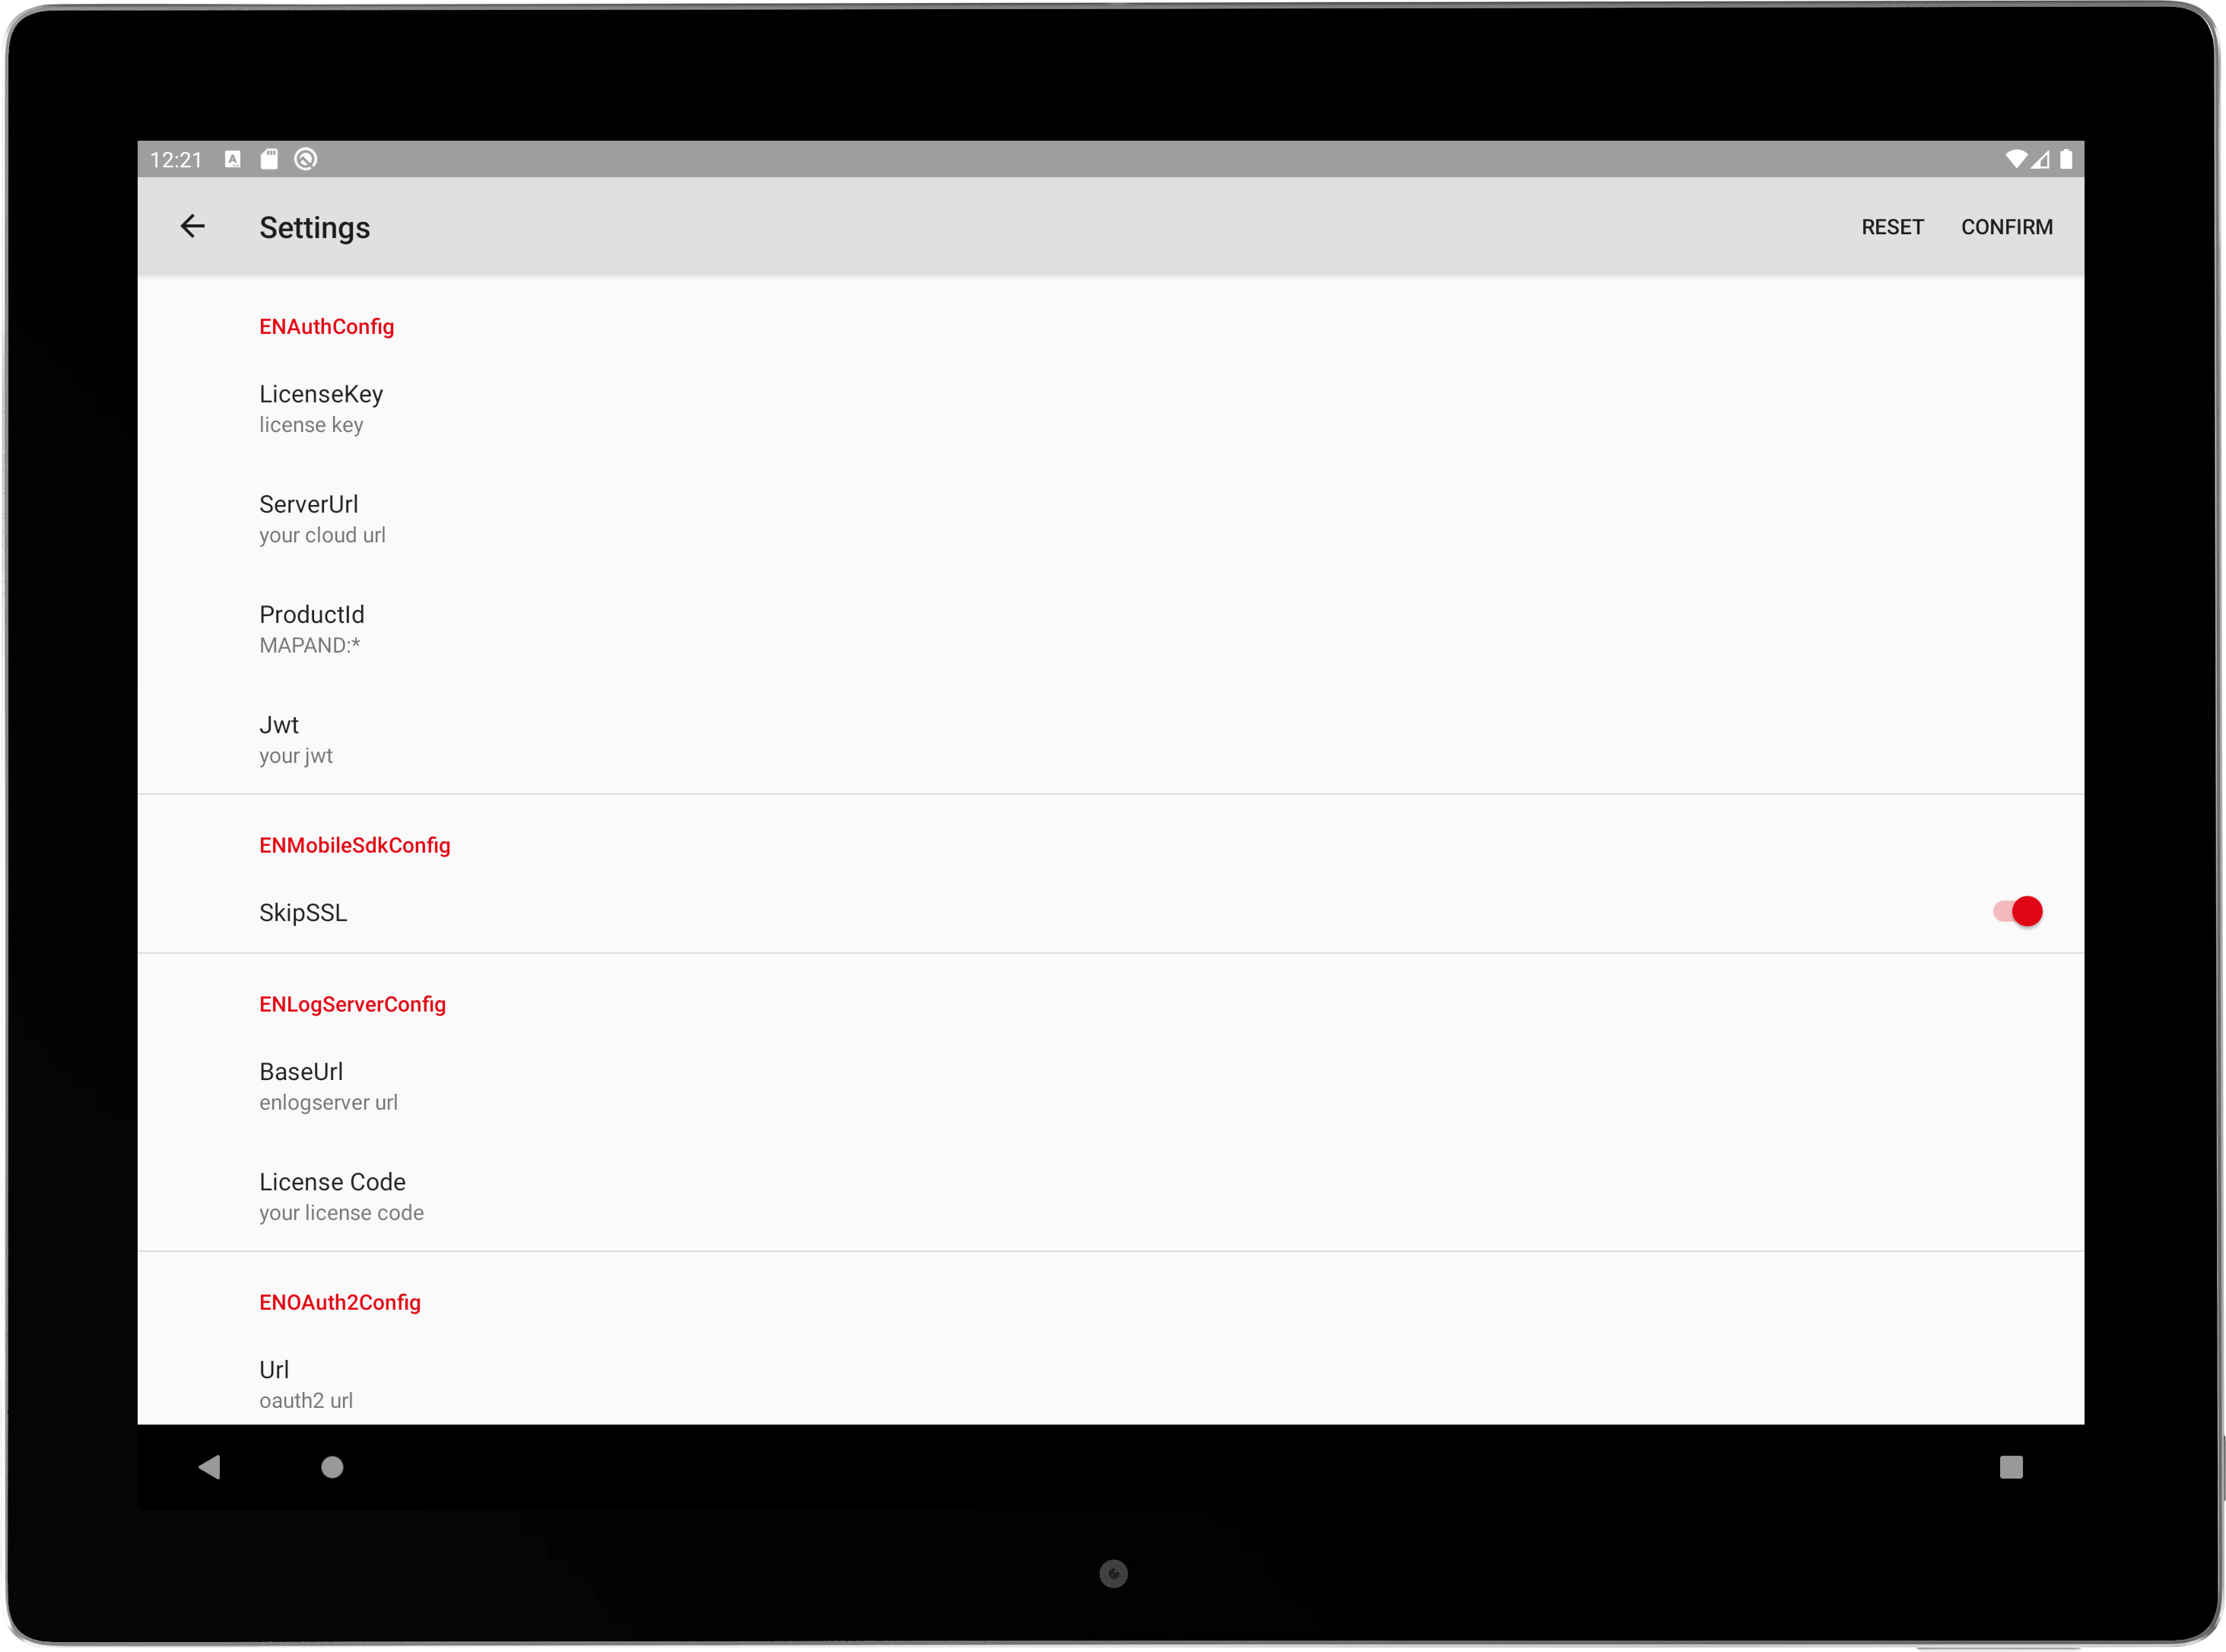 12:21
Settings
RESET CONFIRM
ENAuthConfig
LicenseKey
license key
ServerUrl
your cloud url
ProductId
MAPAND:*
Jwt
your jwt
ENMobileSdkConfig
SkipSSL
ENLogServerConfig
BaseUrl
enlogserver url
License Code
your license code
ENOAuth2Config
Url
oauth2 url